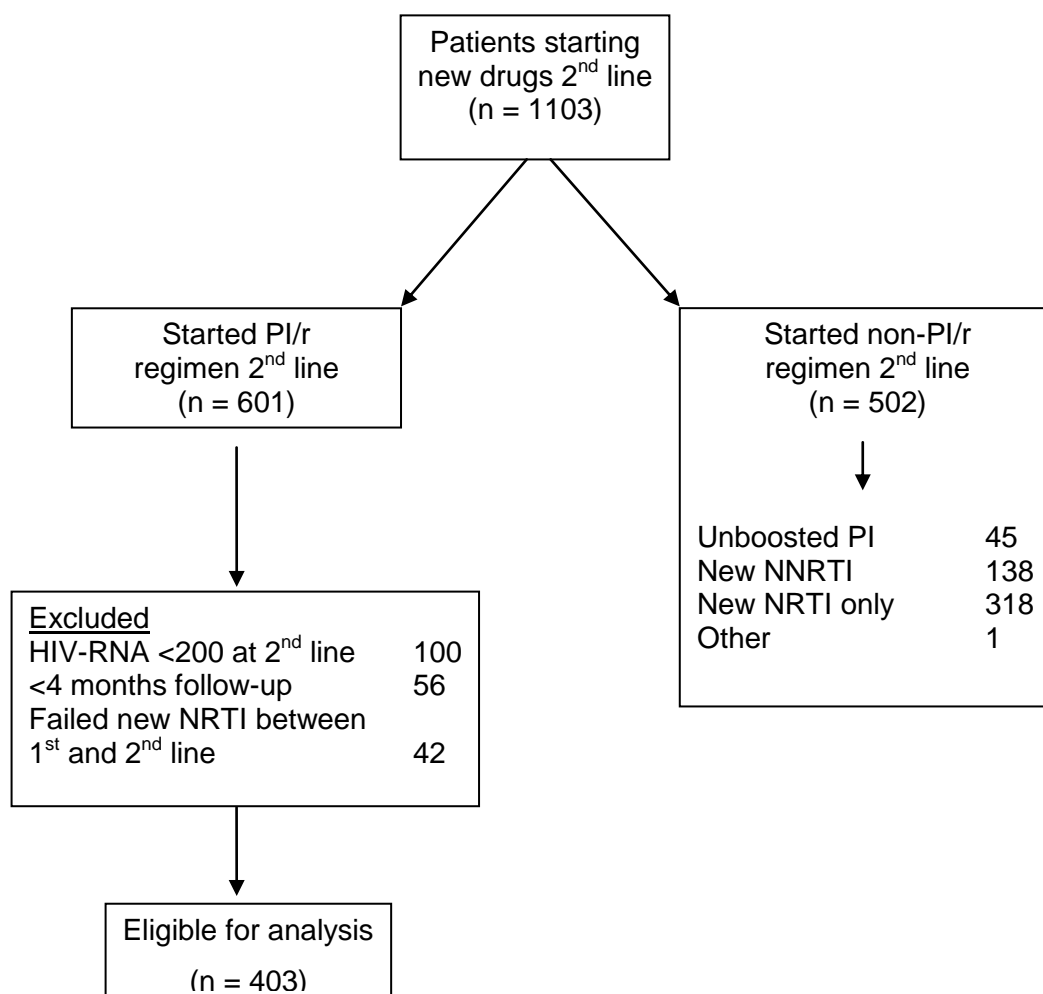 Patients starting
new drugs 2nd line
(n = 1103)
Started PI/r
regimen 2nd line
(n = 601)
Started non-PI/r
regimen 2nd line
(n = 502)
Unboosted PI 45
New NNRTI 138
New NRTI only 318
Other 1
Excluded
HIV-RNA <200 at 2nd line 100
<4 months follow-up 56
Failed new NRTI between
1st and 2nd line 42
Eligible for analysis
(n = 403)